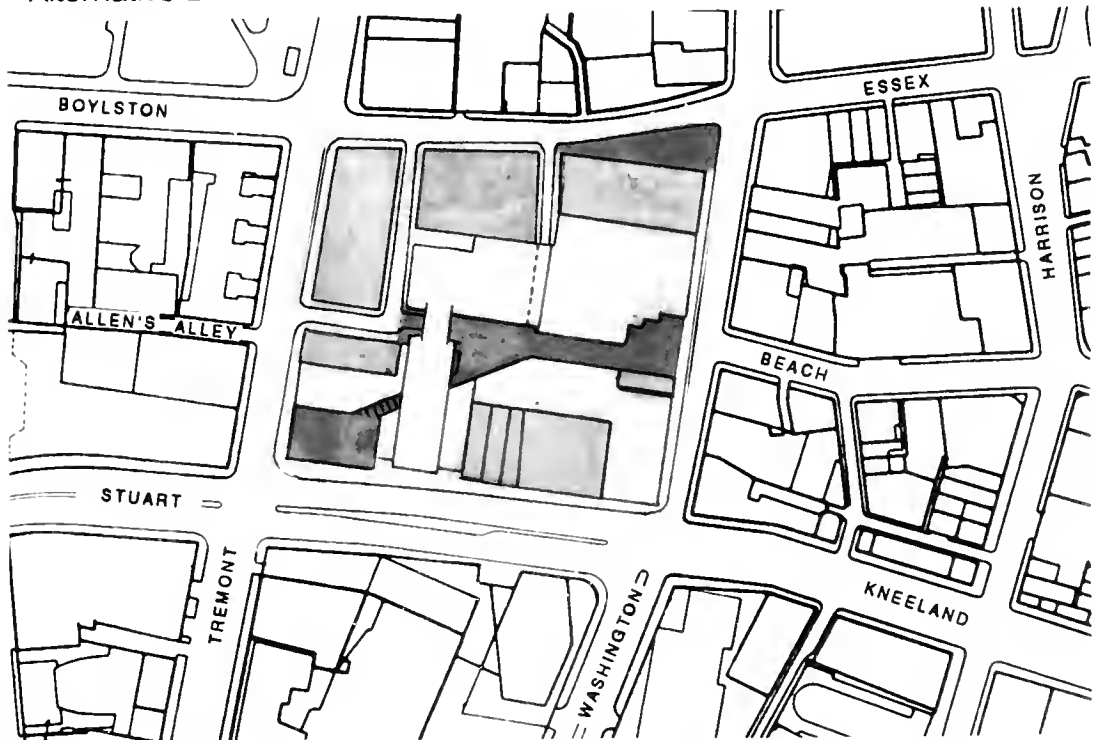 BOYLSTON
ESSEX
HARRISON
ALLEN'S ALLEY
BEACH
STUART
TREMONT
WASHINGTON
KNEELAND